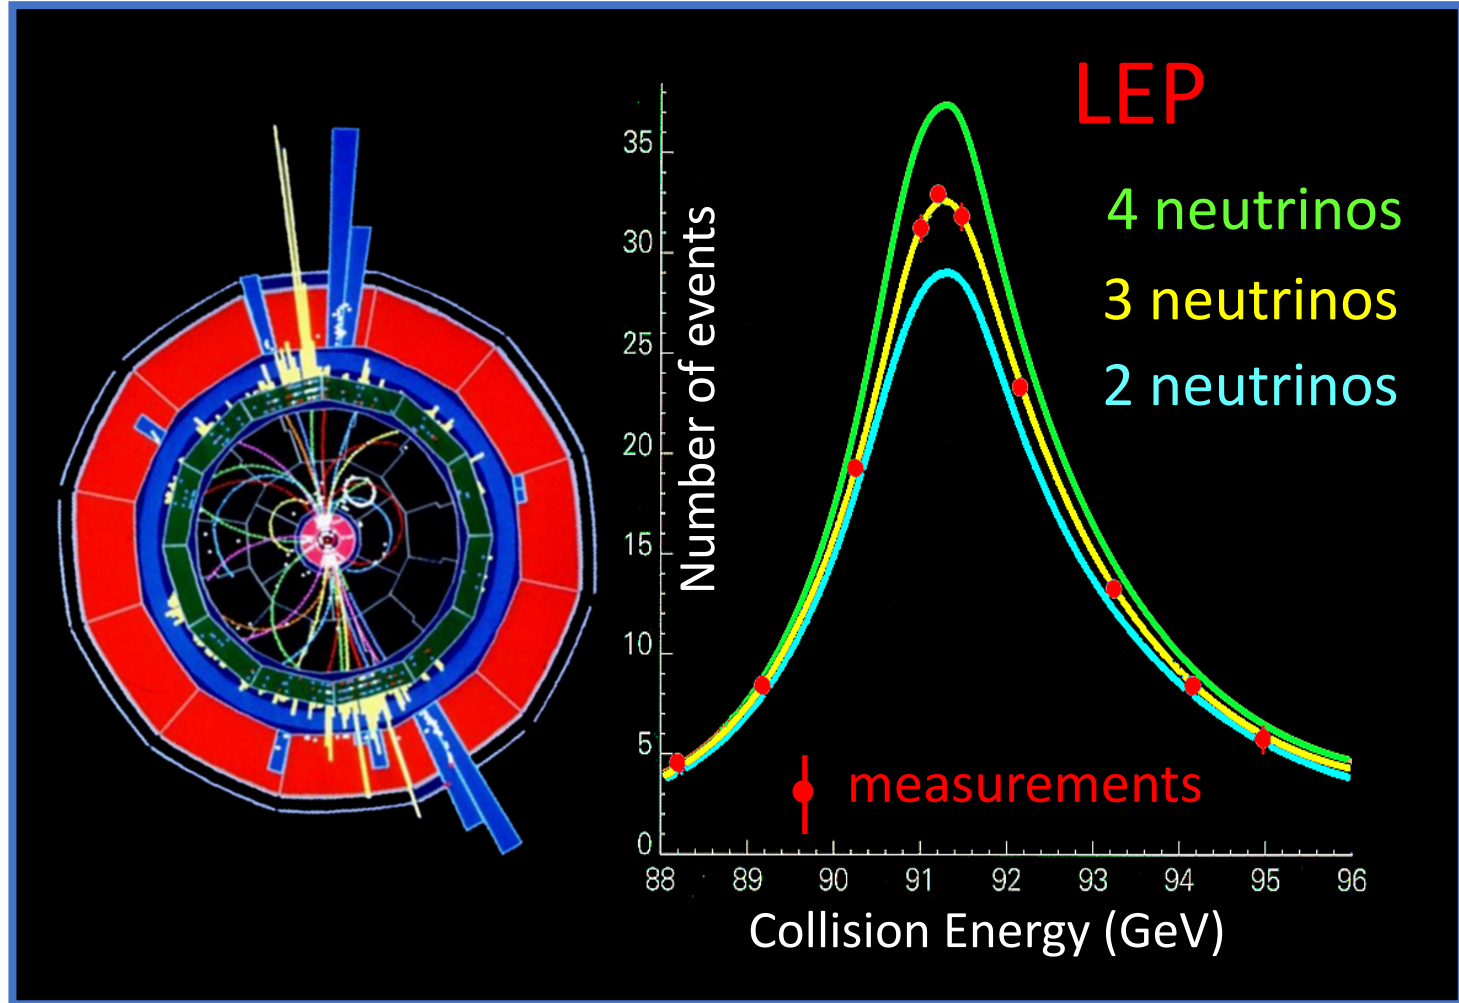 LEP
4 neutrinos
3 neutrinos
2 neutrinos
Number of events
35
30
25
20
15
10
5
0
measurements
88 89 90 91 92 93 94 95 96
Collision Energy (GeV)